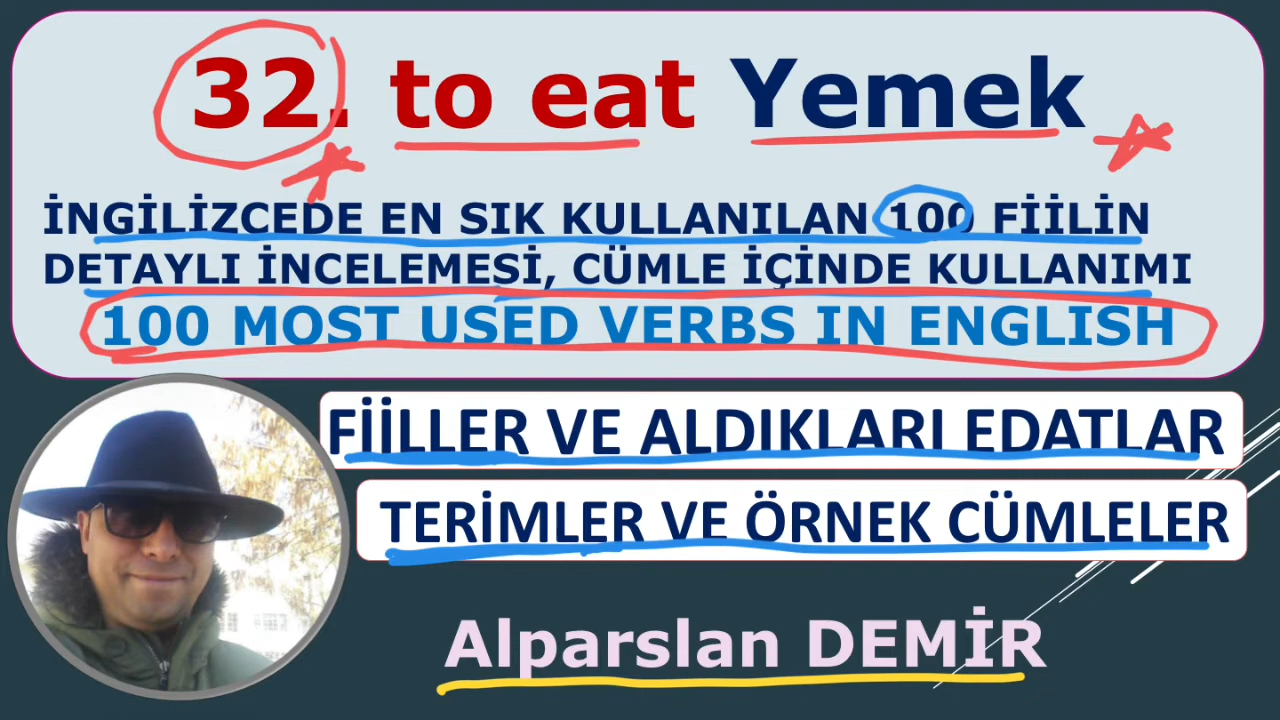 32. to eat Yemek
İNGİLİZCEDE EN SIK KULLANILAN 100 FİİLİN
DETAYLI İNCELEMESİ, CÜMLE İÇİNDE KULLANIMI
100 MOST USED VERBS IN ENGLISH
FİİLLER VE ALDIKLARI EDATLAR
TERİMLER VE ÖRNEK CÜMLELER
Alparslan DEMİR